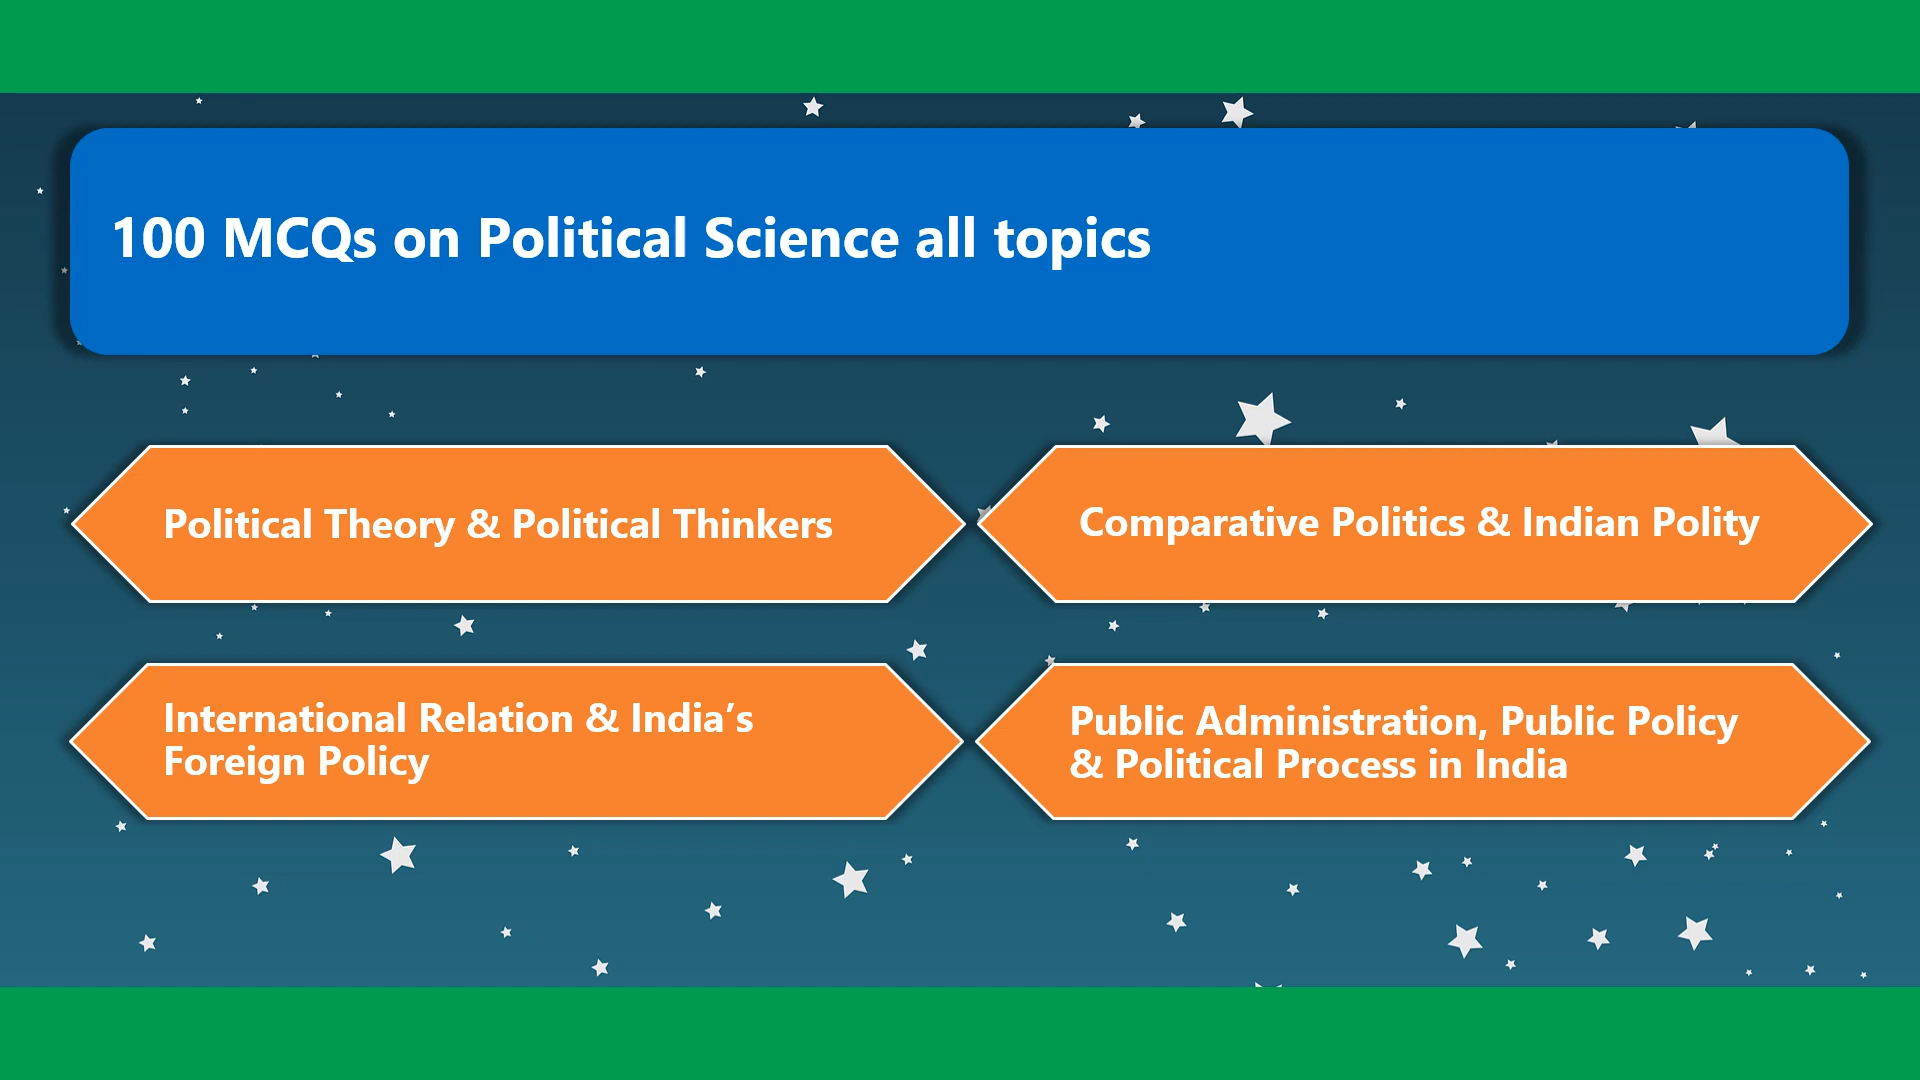 100 MCQs on Political Science all topics
Political Theory & Political Thinkers
Comparative Politics & Indian Polity
International Relation & India’s
Foreign Policy
Public Administration, Public Policy
& Political Process in India